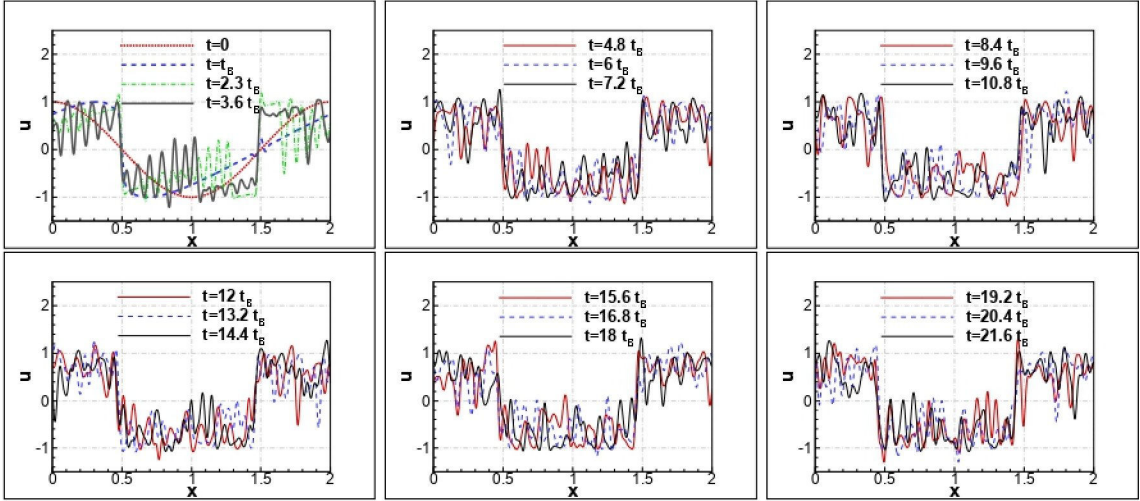 t=0
t=t_B
t=2.3 t_B
t=3.6 t_B
2
1
0
-1
u
0 0.5 1 1.5 2
x
t=4.8 t_B
t=6 t_B
t=7.2 t_B
2
1
0
-1
u
0 0.5 1 1.5 2
x
t=8.4 t_B
t=9.6 t_B
t=10.8 t_B
2
1
0
-1
u
0 0.5 1 1.5 2
x
t=12 t_B
t=13.2 t_B
t=14.4 t_B
2
1
0
-1
u
0 0.5 1 1.5 2
x
t=15.6 t_B
t=16.8 t_B
t=18 t_B
2
1
0
-1
u
0 0.5 1 1.5 2
x
t=19.2 t_B
t=20.4 t_B
t=21.6 t_B
2
1
0
-1
u
0 0.5 1 1.5 2
x